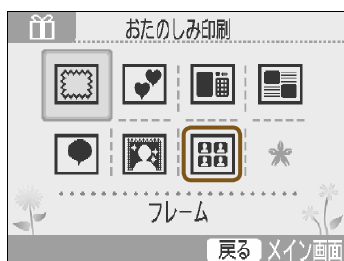 おたのしみ印刷
フレーム
戻る メイン画面